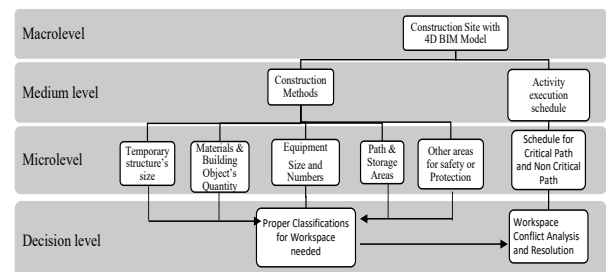 Macrolevel
Construction Site with
4D BIM Model
Medium level
Construction
Methods
Activity
execution
schedule
Microlevel
Temporary
structure's
size
Materials &
Building
Object's
Quantity
Equipment
Size and
Numbers
Path &
Storage
Areas
Other areas
for safety or
Protection
Schedule for
Critical Path
and Non Critical
Path
Decision level
Proper Classifications
for Workspace
needed
Workspace
Conflict Analysis
and Resolution